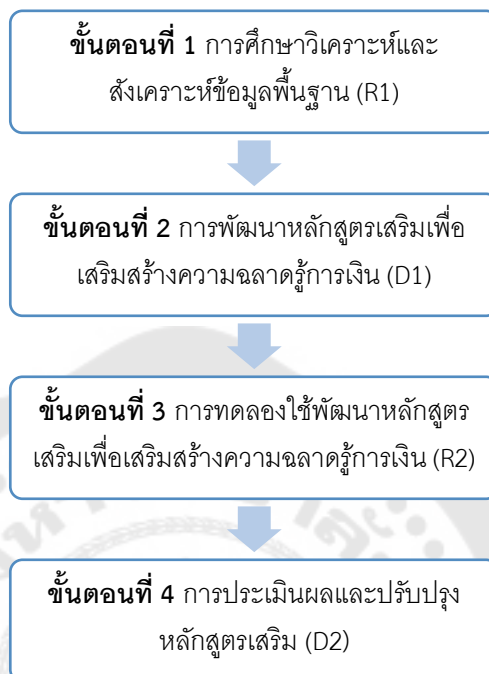 ขั้นตอนที่ 1 การศึกษาวิเคราะห์และ
สังเคราะห์ข้อมูลพื้นฐาน (R1)
ขั้นตอนที่ 2 การพัฒนาหลักสูตรเสริมเพื่อ
เสริมสร้างความฉลาดรู้การเงิน (D1)
ขั้นตอนที่ 3 การทดลองใช้พัฒนาหลักสูตร
เสริมเพื่อเสริมสร้างความฉลาดรู้การเงิน (R2)
ขั้นตอนที่ 4 การประเมินผลและปรับปรุง
หลักสูตรเสริม (D2)